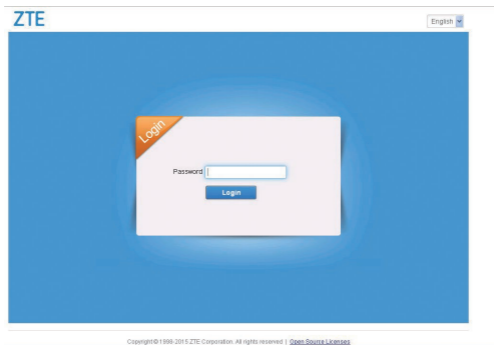 ZTE
English
Login
Password
Login
Copyright © 1998-2015 ZTE Corporation. All rights reserved | Open Source Licenses